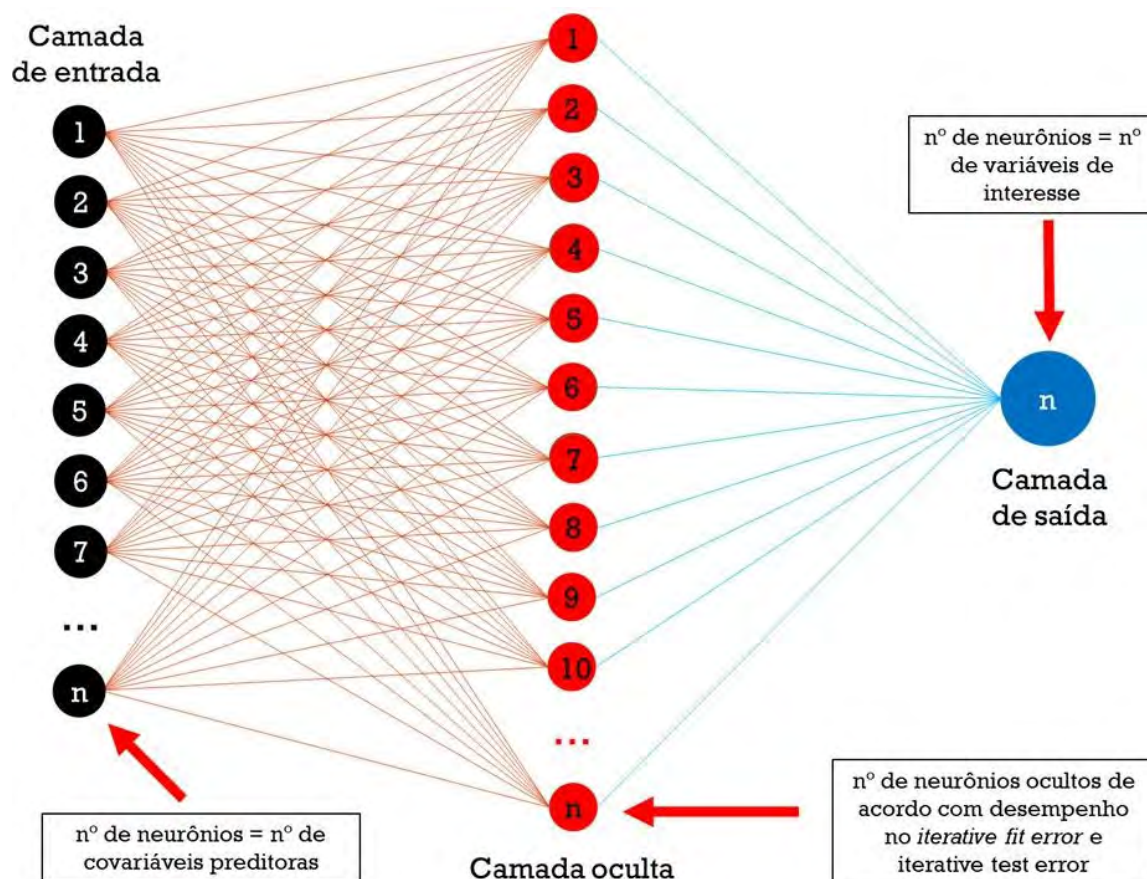 Camada
de entrada
1
2
3
4
5
6
7
...
n
nº de neurônios = nº de
covariáveis preditoras
1
2
3
4
5
6
7
8
9
10
...
n
Camada oculta
nº de neurônios = nº
de variáveis de
interesse
n
Camada
de saída
nº de neurônios ocultos de
acordo com desempenho
no iterative fit error e
iterative test error